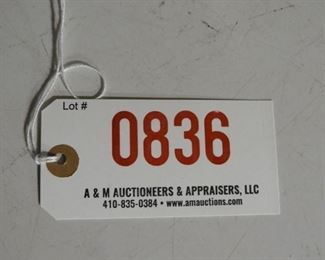 Lot #
0836
A & M AUCTIONEERS & APPRAISERS, LLC
410-835-0384 • www.amauctions.com